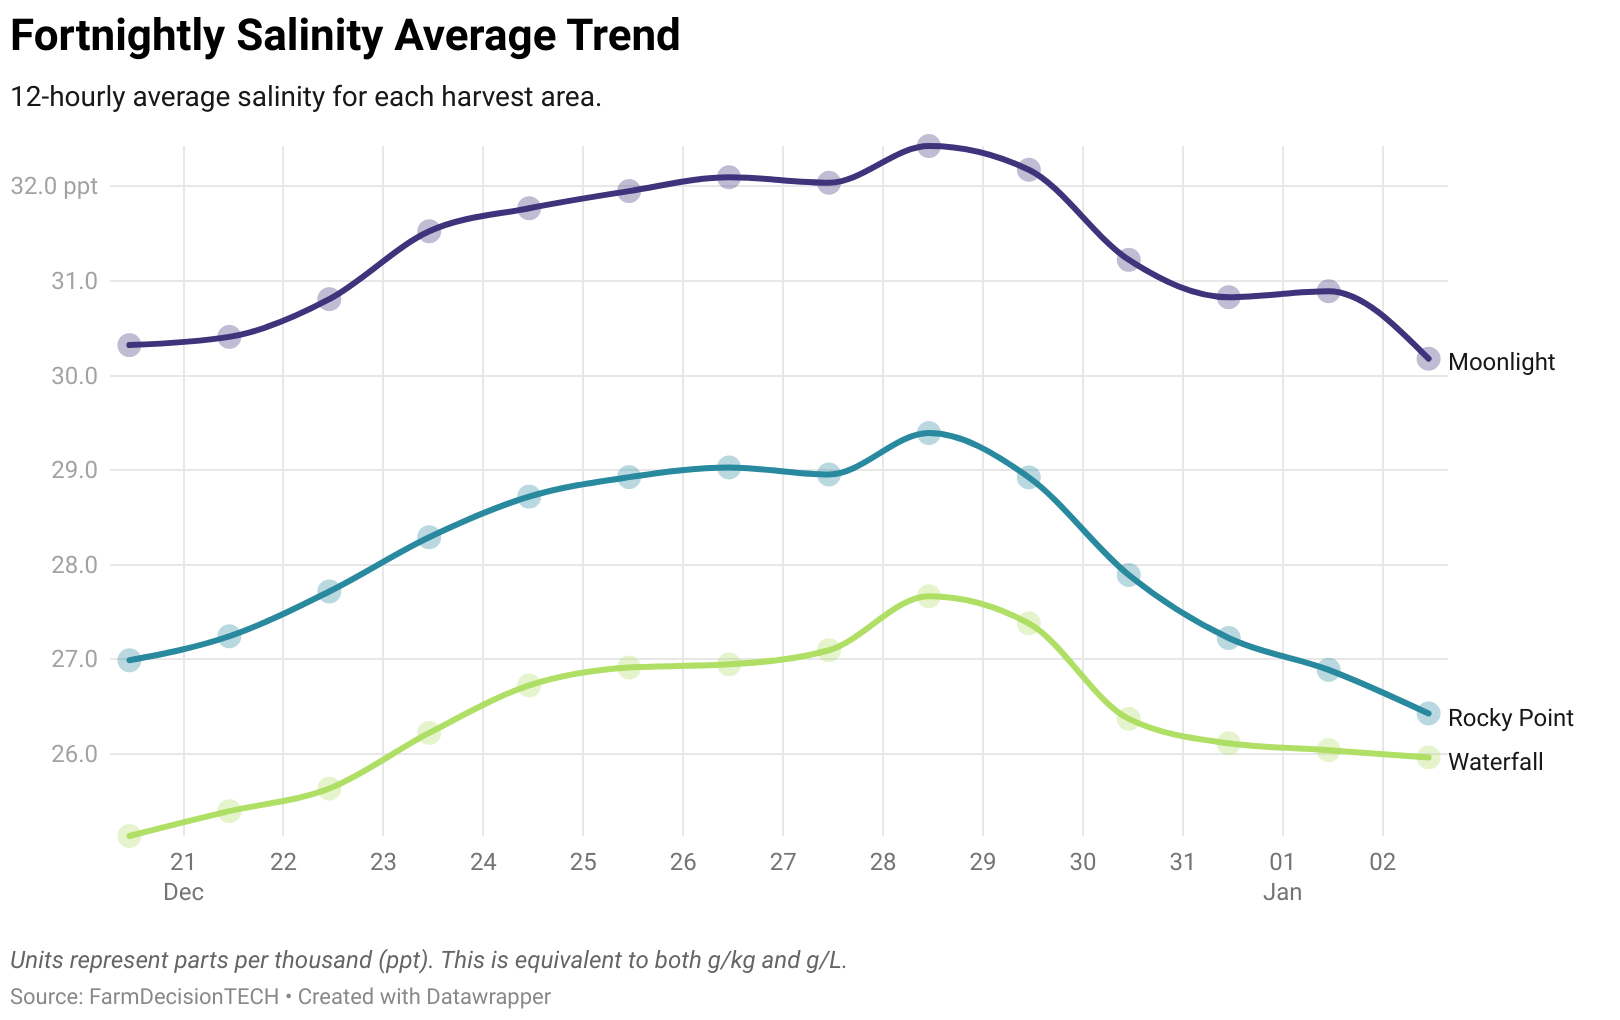 Fortnightly Salinity Average Trend
12-hourly average salinity for each harvest area.
32.0 ppt
31.0
30.0
29.0
28.0
27.0
26.0
Moonlight
Rocky Point
Waterfall
21 22 23 24 25 26 27 28 29 30 31 01 02
Dec Jan
Units represent parts per thousand (ppt). This is equivalent to both g/kg and g/L.
Source: FarmDecisionTECH • Created with Datawrapper